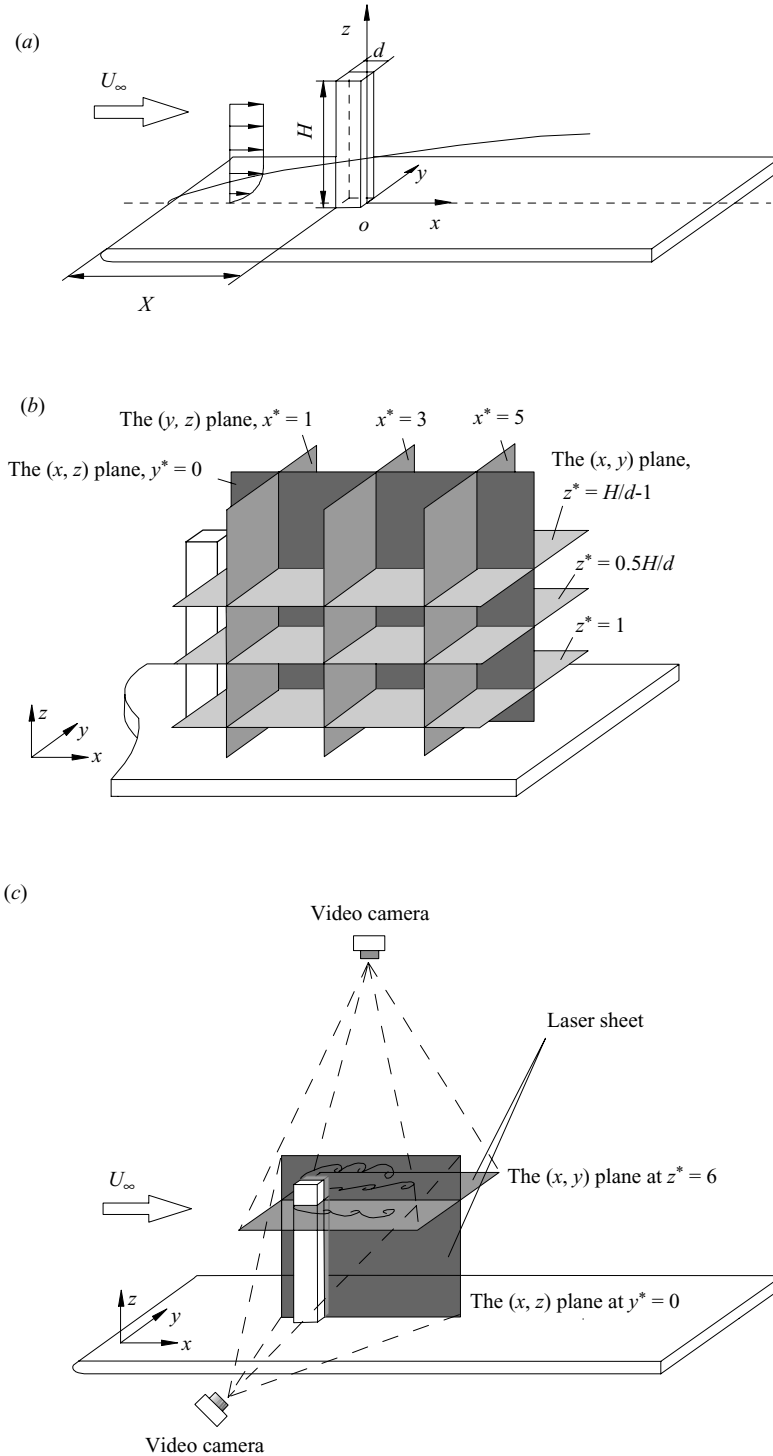 (a)
z
d
U∞
H
y
o
x
X
(b)
The (y, z) plane, x* = 1
x* = 3
x* = 5
The (x, z) plane, y* = 0
The (x, y) plane,
z* = H/d-1
z* = 0.5H/d
z* = 1
z
y
x
(c)
Video camera
Laser sheet
U∞
The (x, y) plane at z* = 6
z
y
x
The (x, z) plane at y* = 0
Video camera